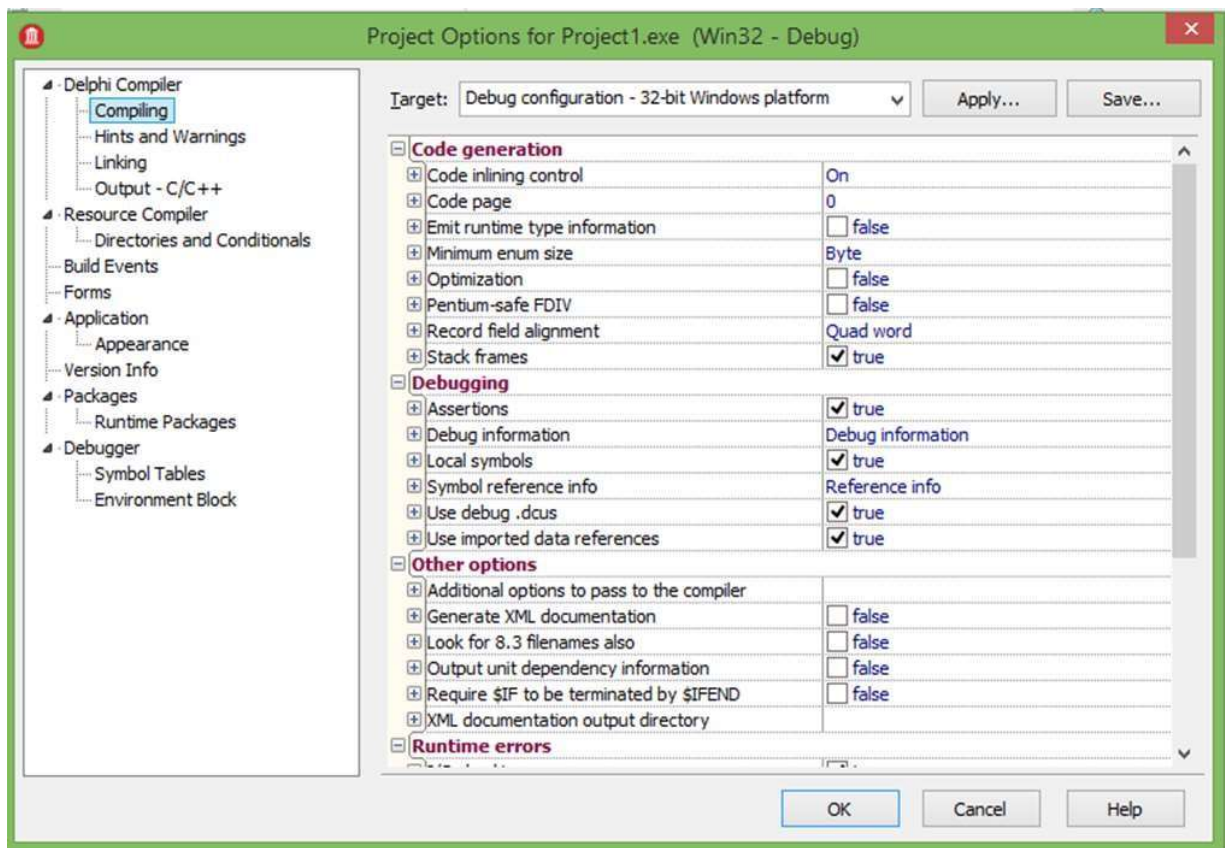 Project Options for Project1.exe (Win32 - Debug)
Delphi Compiler
Compiling
Hints and Warnings
Linking
Output - C/C++
Resource Compiler
Directories and Conditionals
Build Events
Forms
Application
Appearance
Version Info
Packages
Runtime Packages
Debugger
Symbol Tables
Environment Block
Target: Debug configuration - 32-bit Windows platform Apply... Save...
Code generation
Code inlining control On
Code page 0
Emit runtime type information false
Minimum enum size Byte
Optimization false
Pentium-safe FDIV false
Record field alignment Quad word
Stack frames true
Debugging
Assertions true
Debug information Debug information
Local symbols true
Symbol reference info Reference info
Use debug .dcus true
Use imported data references true
Other options
Additional options to pass to the compiler
Generate XML documentation false
Look for 8.3 filenames also false
Output unit dependency information false
Require $IF to be terminated by $IFEND false
XML documentation output directory
Runtime errors
OK Cancel Help